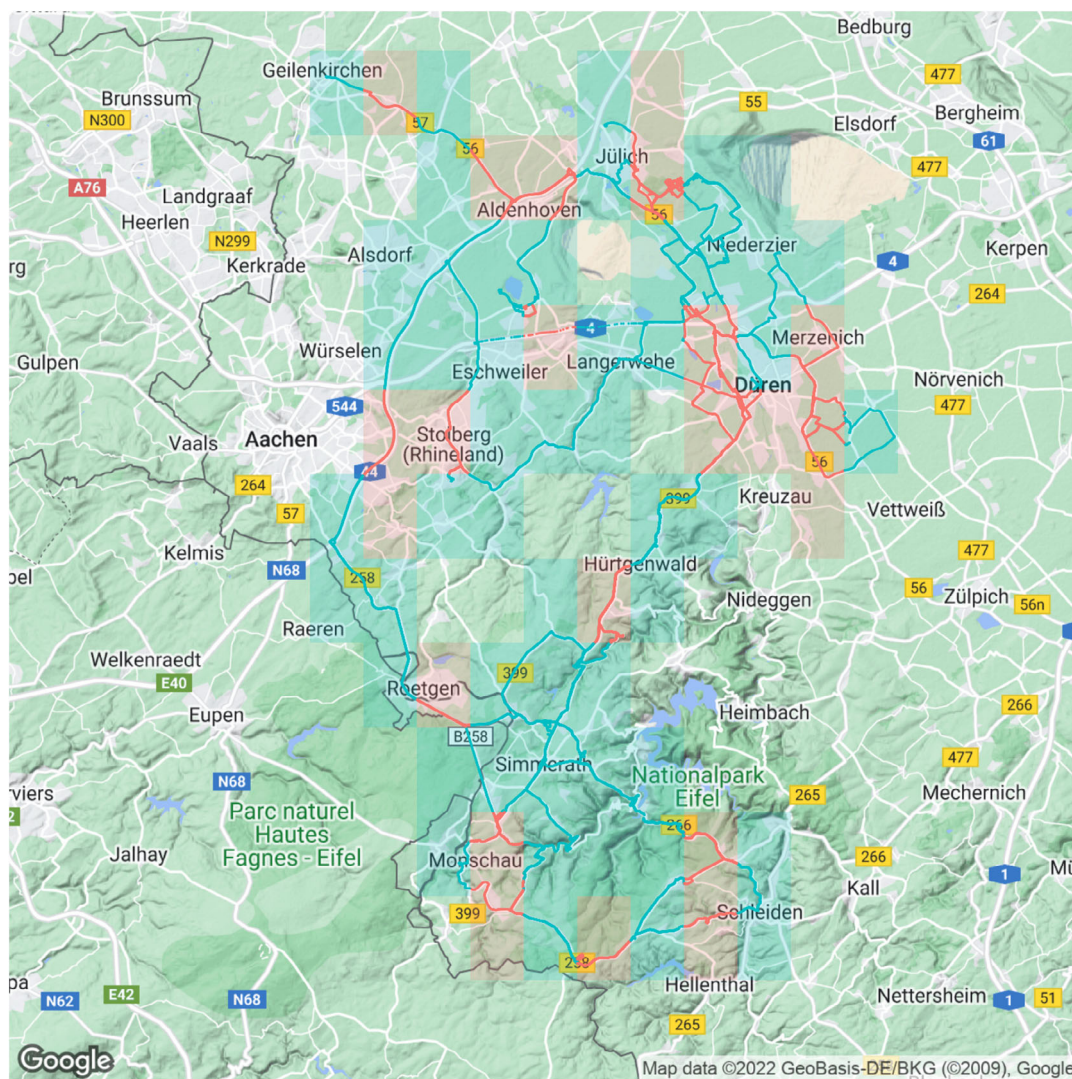 Bedburg
Geilenkirchen
477
Brunssum
55
Elsdorf
Bergheim
N300
57
61
56
Jülich
477
A76
Landgraaf
Aldenhoven
56
Heerlen
N299
Niederzier
Kerpen
Alsdorf
4
Kerkrade
264
4
Würselen
Merzenich
Gulpen
Eschweiler
Langerwehe
Düren
Nörvenich
544
477
Vaals
Aachen
Stolberg
(Rhineland)
44
56
264
399
Kreuzau
57
Vettweiß
Kelmis
477
N68
258
Hürtgenwald
Nideggen
56
Zülpich
56n
Raeren
Welkenraedt
399
E40
Roetgen
266
Eupen
Heimbach
B258
477
Simmerath
N68
Nationalpark
Eifel
265
Mechernich
Parc naturel
Hautes
Fagnes - Eifel
266
Jalhay
Monschau
266
1
Kall
399
Schleiden
258
Hellenthal
N62
E42
N68
Nettersheim
1
51
265
Google
Map data ©2022 GeoBasis-DE/BKG (©2009), Google